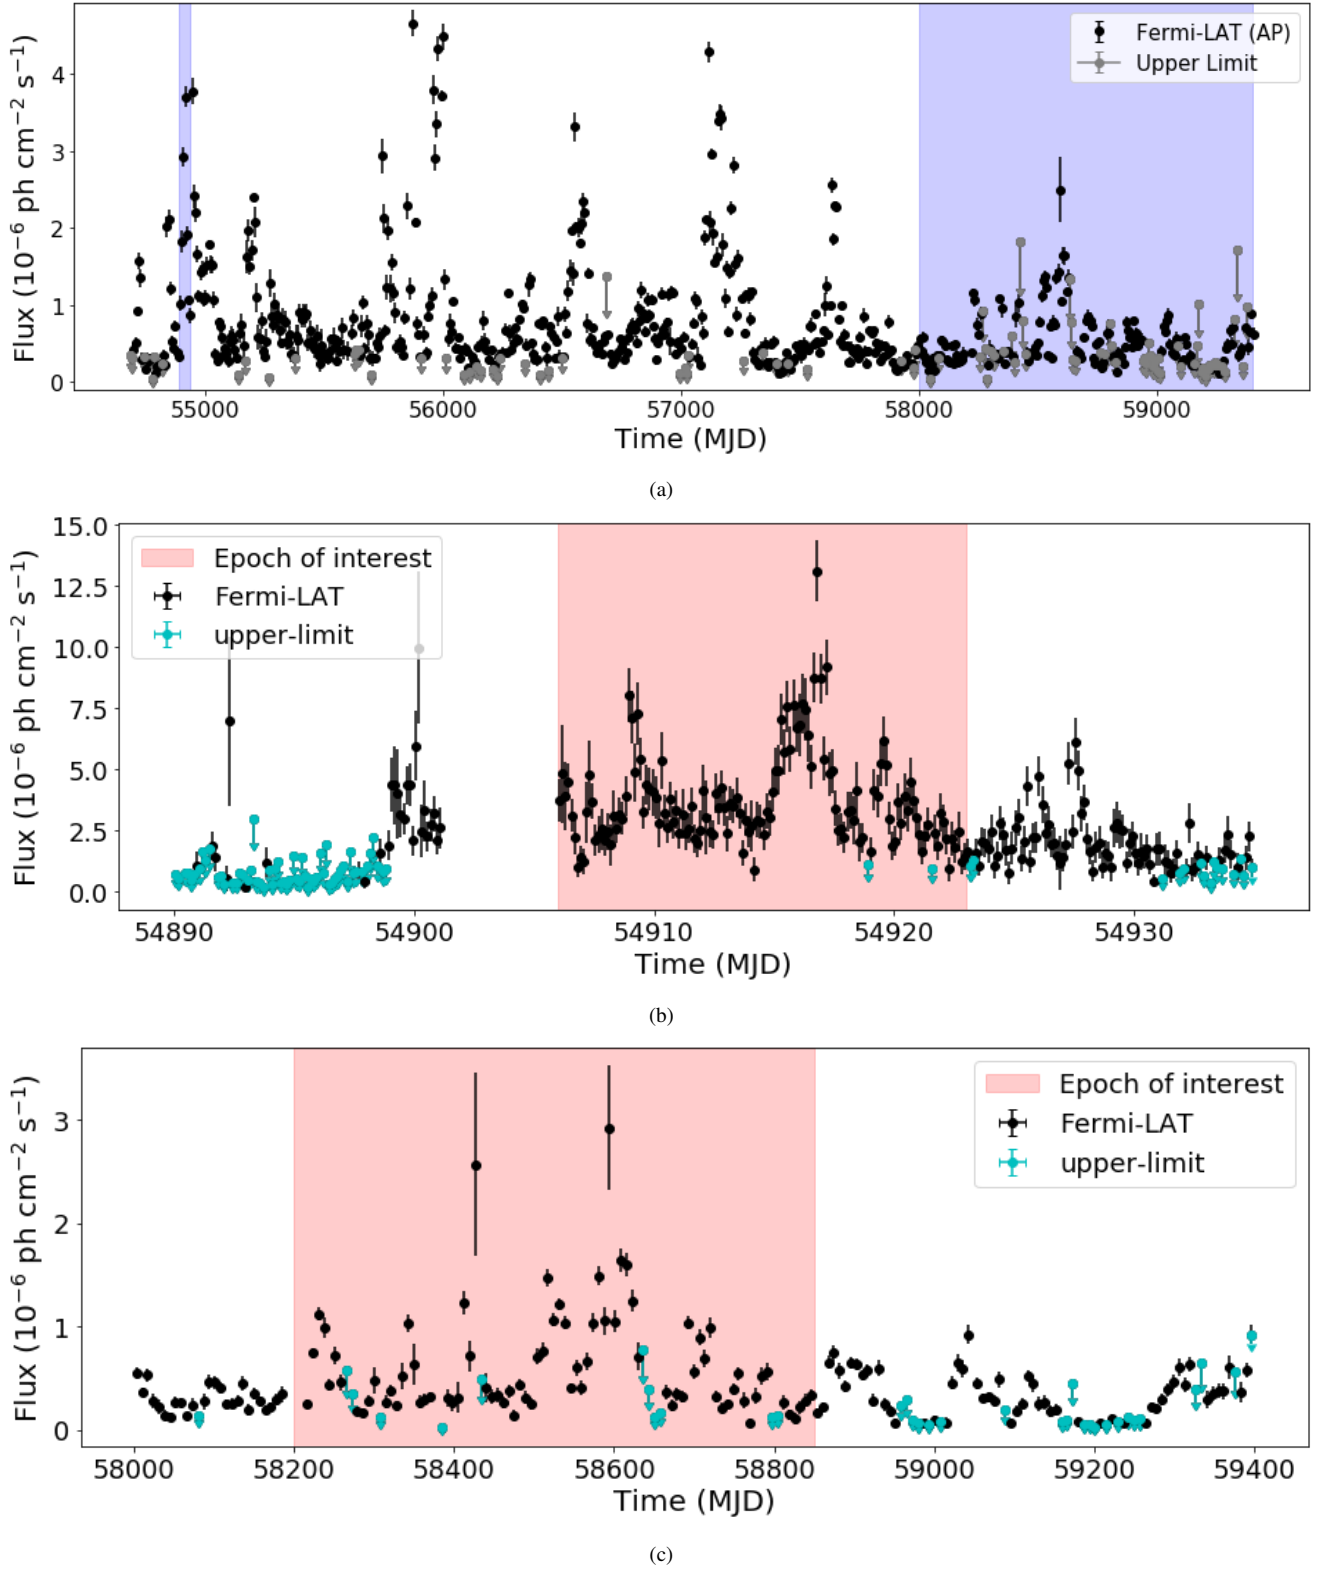 Fermi-LAT (AP)
Upper Limit
Flux (10⁻⁶ ph cm⁻² s⁻¹)
4
3
2
1
0
55000 56000 57000 58000 59000
Time (MJD)
(a)
Epoch of interest
Fermi-LAT
upper-limit
Flux (10⁻⁶ ph cm⁻² s⁻¹)
15.0
12.5
10.0
7.5
5.0
2.5
0.0
54890 54900 54910 54920 54930
Time (MJD)
(b)
Epoch of interest
Fermi-LAT
upper-limit
Flux (10⁻⁶ ph cm⁻² s⁻¹)
3
2
1
0
58000 58200 58400 58600 58800 59000 59200 59400
Time (MJD)
(c)